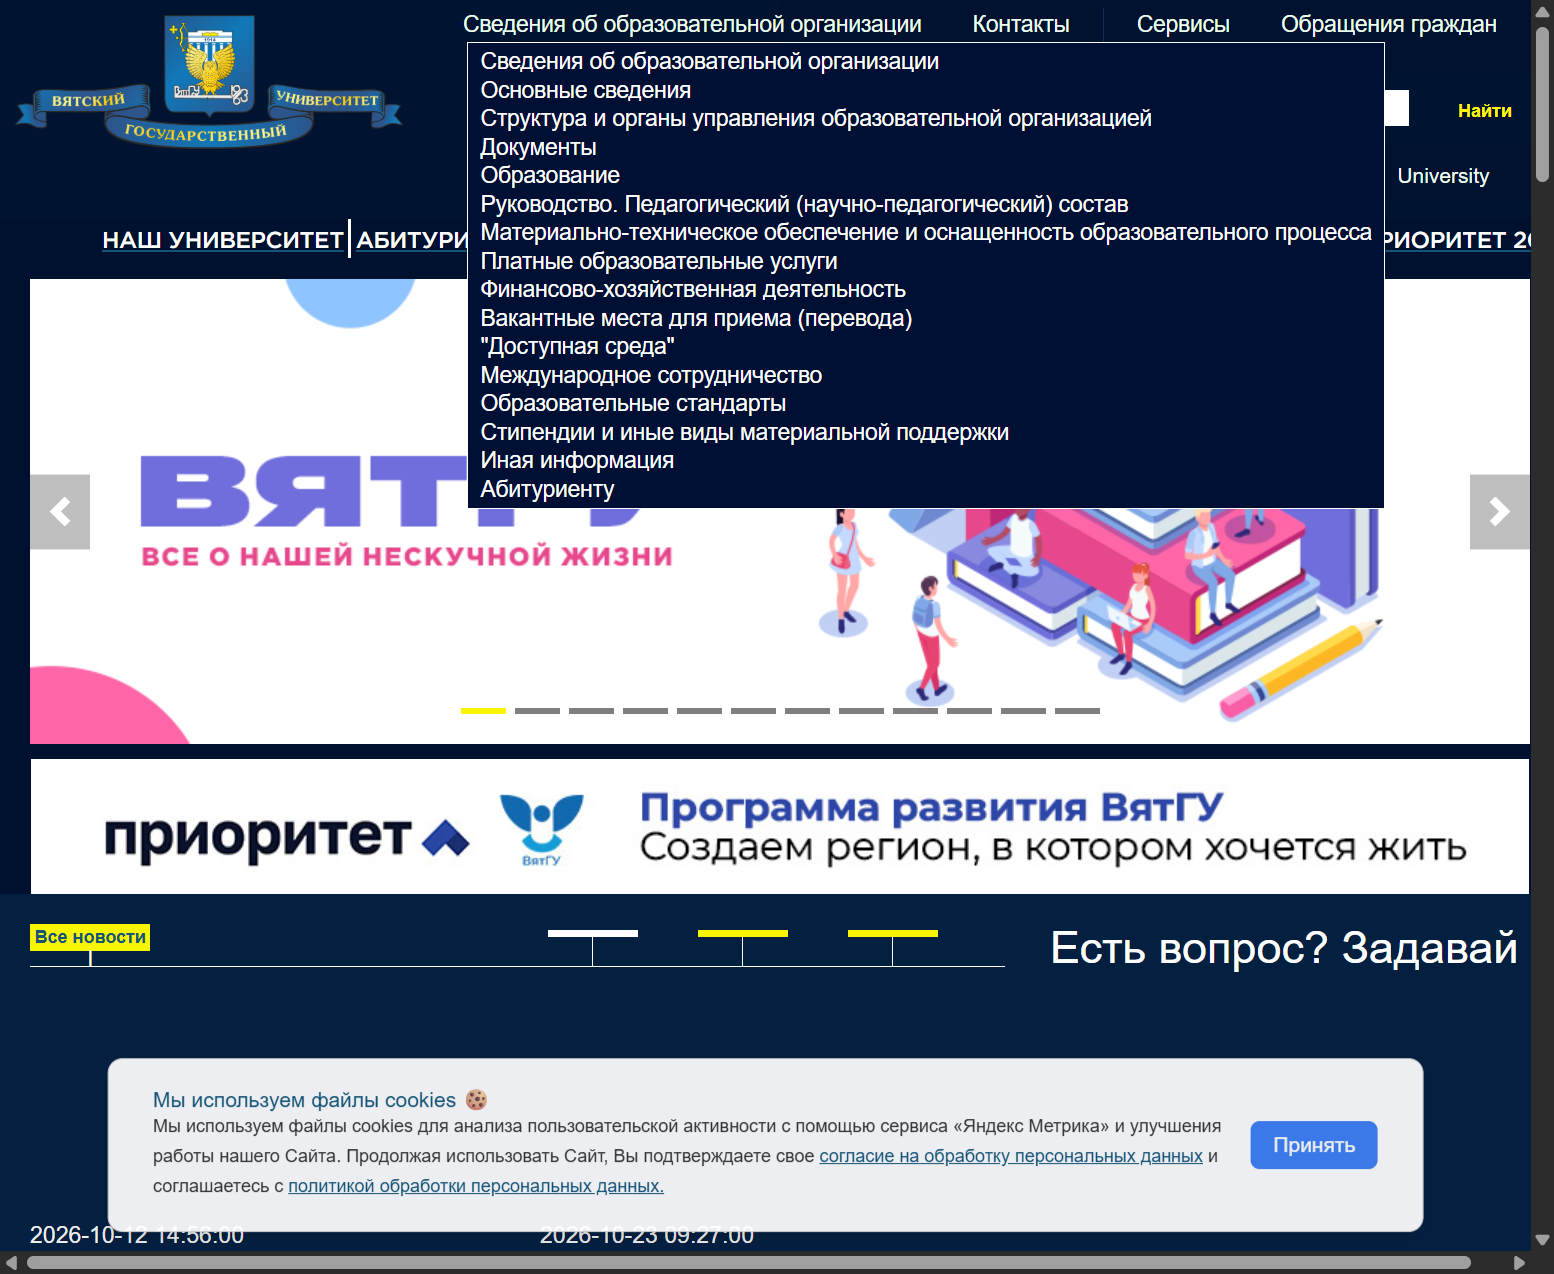 Сведения об образовательной организации
Контакты
Сервисы
Обращения граждан
ВЯТСКИЙ
ГОСУДАРСТВЕННЫЙ
УНИВЕРСИТЕТ
1914
Сведения об образовательной организации
Основные сведения
Структура и органы управления образовательной организацией
Документы
Образование
Руководство. Педагогический (научно-педагогический) состав
Материально-техническое обеспечение и оснащенность образовательного процесса
Платные образовательные услуги
Финансово-хозяйственная деятельность
Вакантные места для приема (перевода)
"Доступная среда"
Международное сотрудничество
Образовательные стандарты
Стипендии и иные виды материальной поддержки
Иная информация
Абитуриенту
Найти
University
НАШ УНИВЕРСИТЕТ
АБИТУРИ
РИОРИТЕТ 20
ВЯТГУ
ВСЕ О НАШЕЙ НЕСКУЧНОЙ ЖИЗНИ
приоритет
ВятГУ
Программа развития ВятГУ
Создаем регион, в котором хочется жить
Все новости
Есть вопрос? Задавай
Мы используем файлы cookies
Мы используем файлы cookies для анализа пользовательской активности с помощью сервиса «Яндекс Метрика» и улучшения
работы нашего Сайта. Продолжая использовать Сайт, Вы подтверждаете свое согласие на обработку персональных данных и
соглашаетесь с политикой обработки персональных данных.
Принять
2026-10-12 14:56:00
2026-10-23 09:27:00